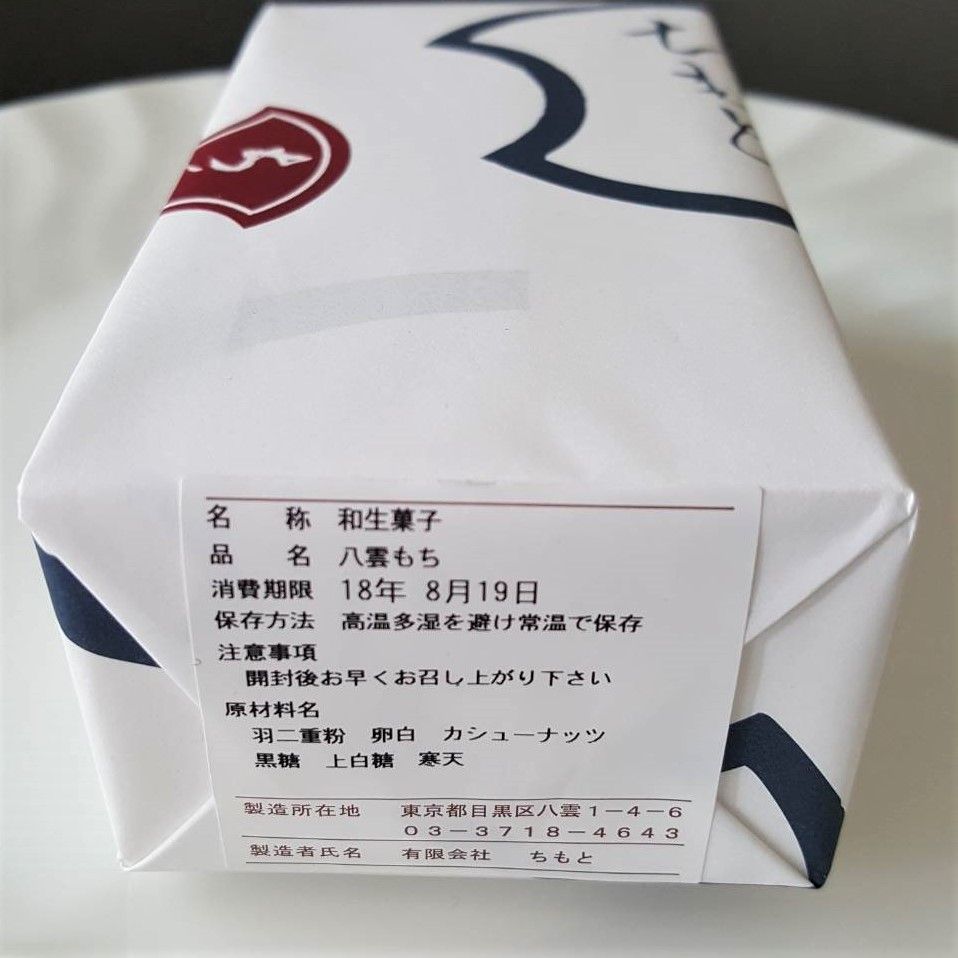 ちもと
ち
名　称　和生菓子
品　名　八雲もち
消費期限　18年 8月19日
保存方法　高温多湿を避け常温で保存
注意事項
開封後お早くお召し上がり下さい
原材料名
羽二重粉　卵白　カシューナッツ
黒糖　上白糖　寒天
製造所在地　東京都目黒区八雲1－4－6
03－3718－4643
製造者氏名　有限会社　ちもと